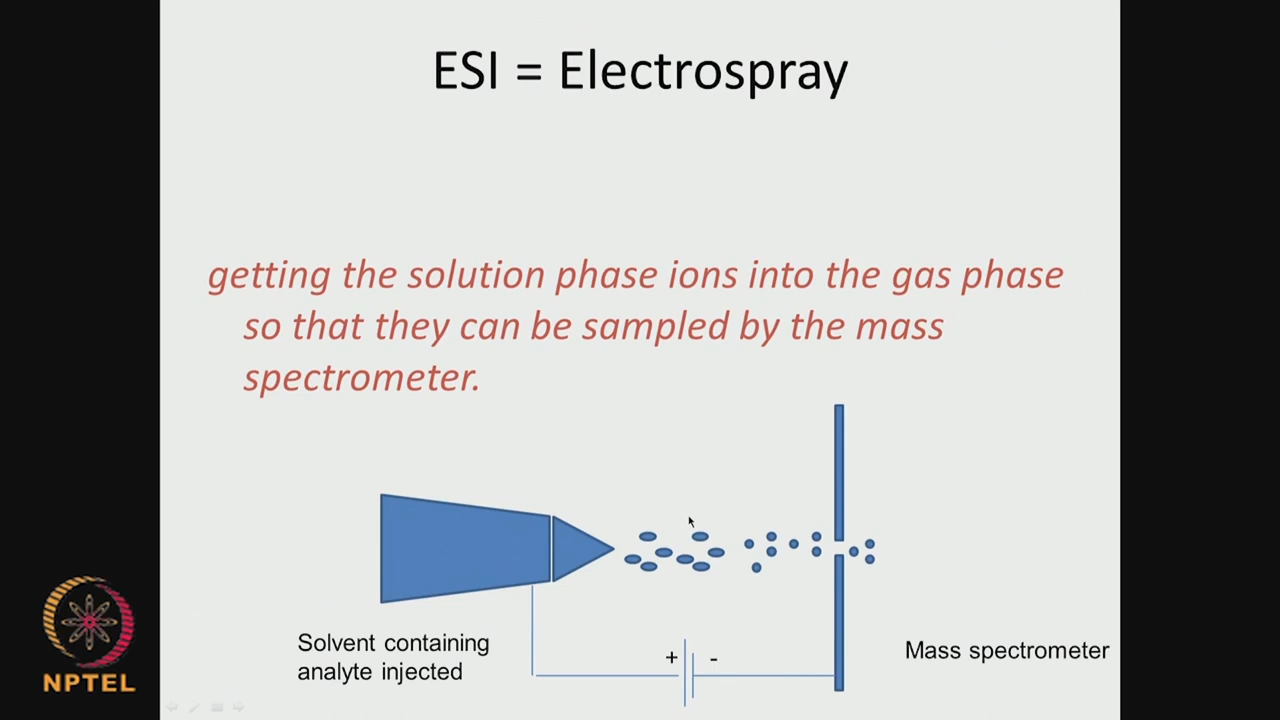 ESI = Electrospray
getting the solution phase ions into the gas phase
so that they can be sampled by the mass
spectrometer.
Solvent containing
analyte injected
+ -
Mass spectrometer
NPTEL